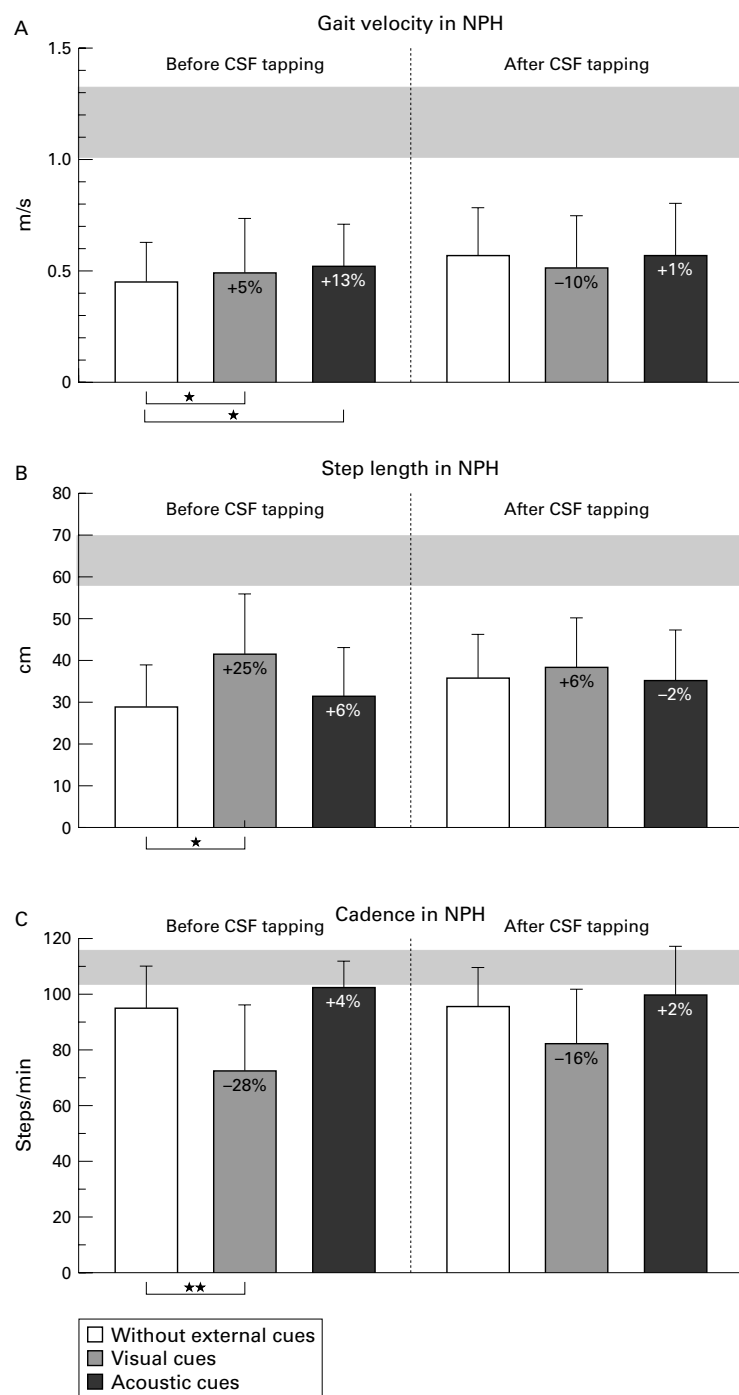 A
Gait velocity in NPH
Before CSF tapping
After CSF tapping
1.5
1.0
0.5
0
m/s
+5%
+13%
–10%
+1%
★
★
B
Step length in NPH
Before CSF tapping
After CSF tapping
80
70
60
50
40
30
20
10
0
cm
+25%
+6%
+6%
–2%
★
C
Cadence in NPH
Before CSF tapping
After CSF tapping
120
100
80
60
40
20
0
Steps/min
–28%
+4%
–16%
+2%
★★
Without external cues
Visual cues
Acoustic cues